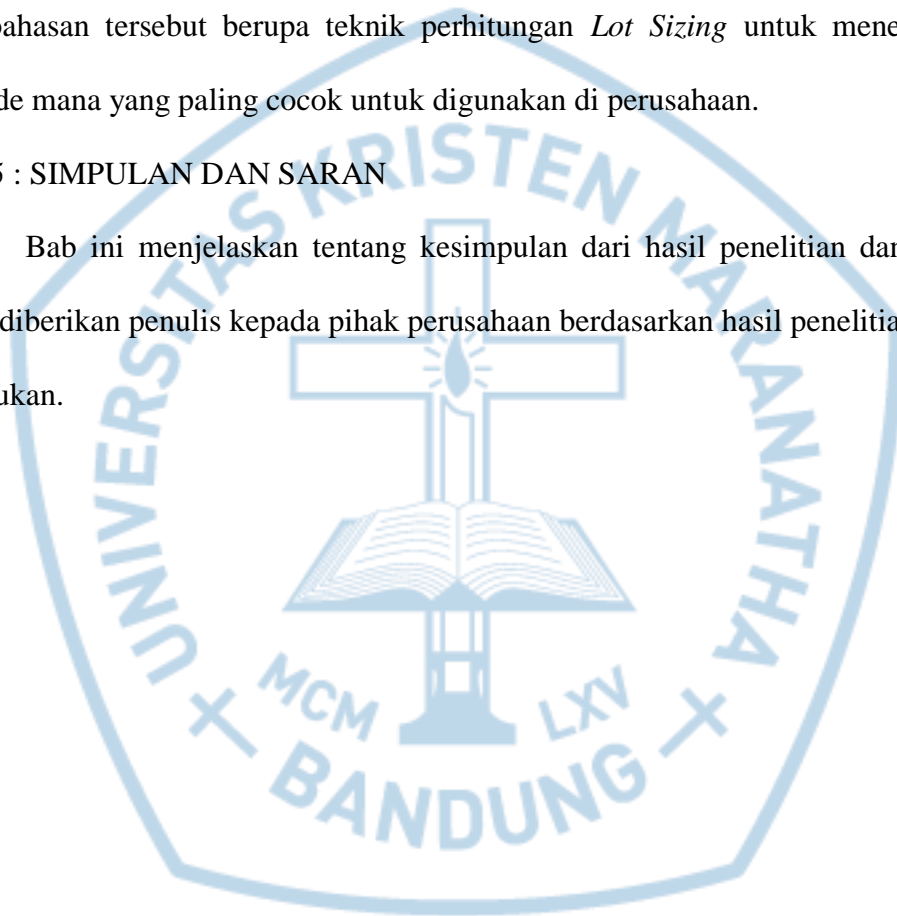 bahasan tersebut berupa teknik perhitungan Lot Sizing untuk mene
de mana yang paling cocok untuk digunakan di perusahaan.
5 : SIMPULAN DAN SARAN
Bab ini menjelaskan tentang kesimpulan dari hasil penelitian dan
diberikan penulis kepada pihak perusahaan berdasarkan hasil penelitia
ukan.
UNIVERSITAS KRISTEN MARANATHA
MCM LXV
BANDUNG